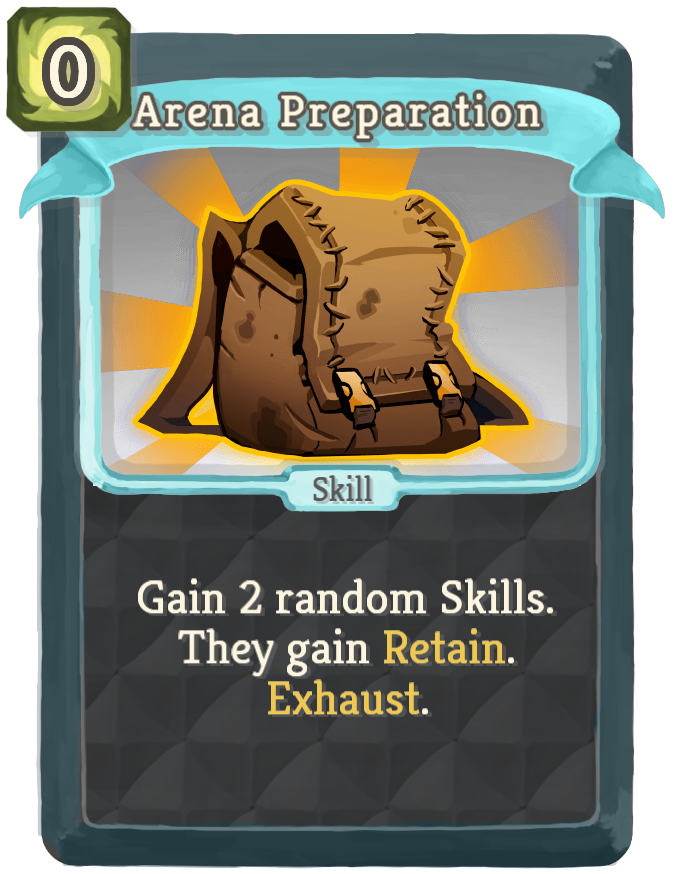 0
Arena Preparation
Skill
Gain 2 random Skills.
They gain Retain.
Exhaust.